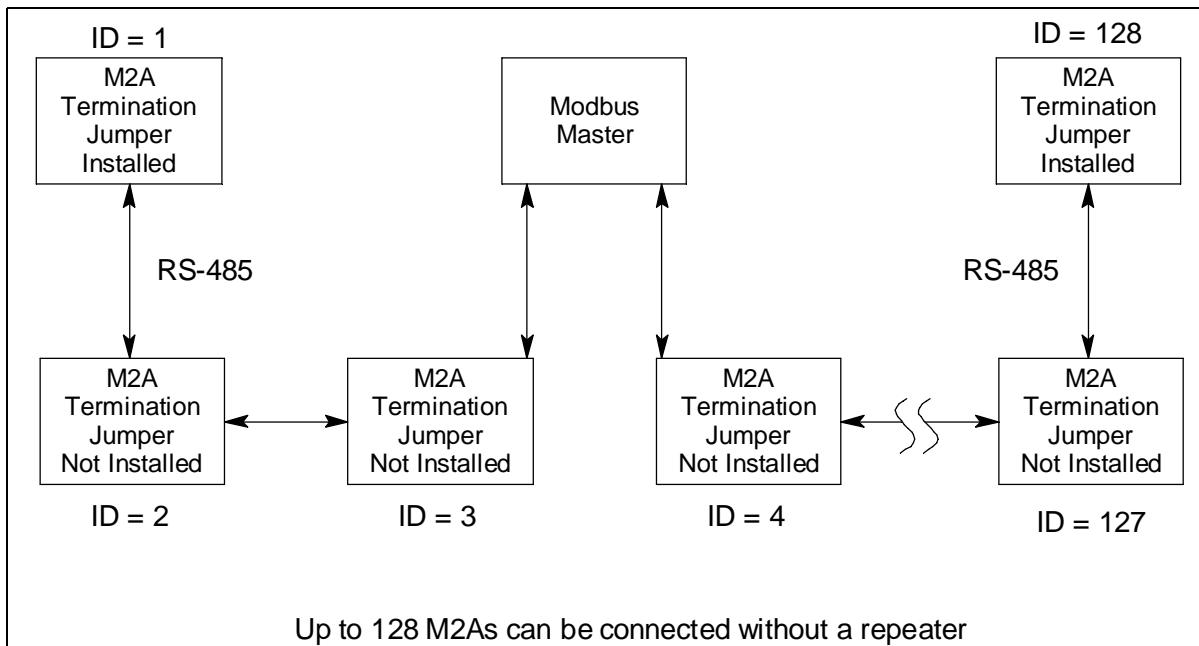 ID = 1
M2A
Termination
Jumper
Installed
Modbus
Master
ID = 128
M2A
Termination
Jumper
Installed
RS-485
RS-485
M2A
Termination
Jumper
Not Installed
ID = 2
M2A
Termination
Jumper
Not Installed
ID = 3
M2A
Termination
Jumper
Not Installed
ID = 4
M2A
Termination
Jumper
Not Installed
ID = 127
Up to 128 M2As can be connected without a repeater